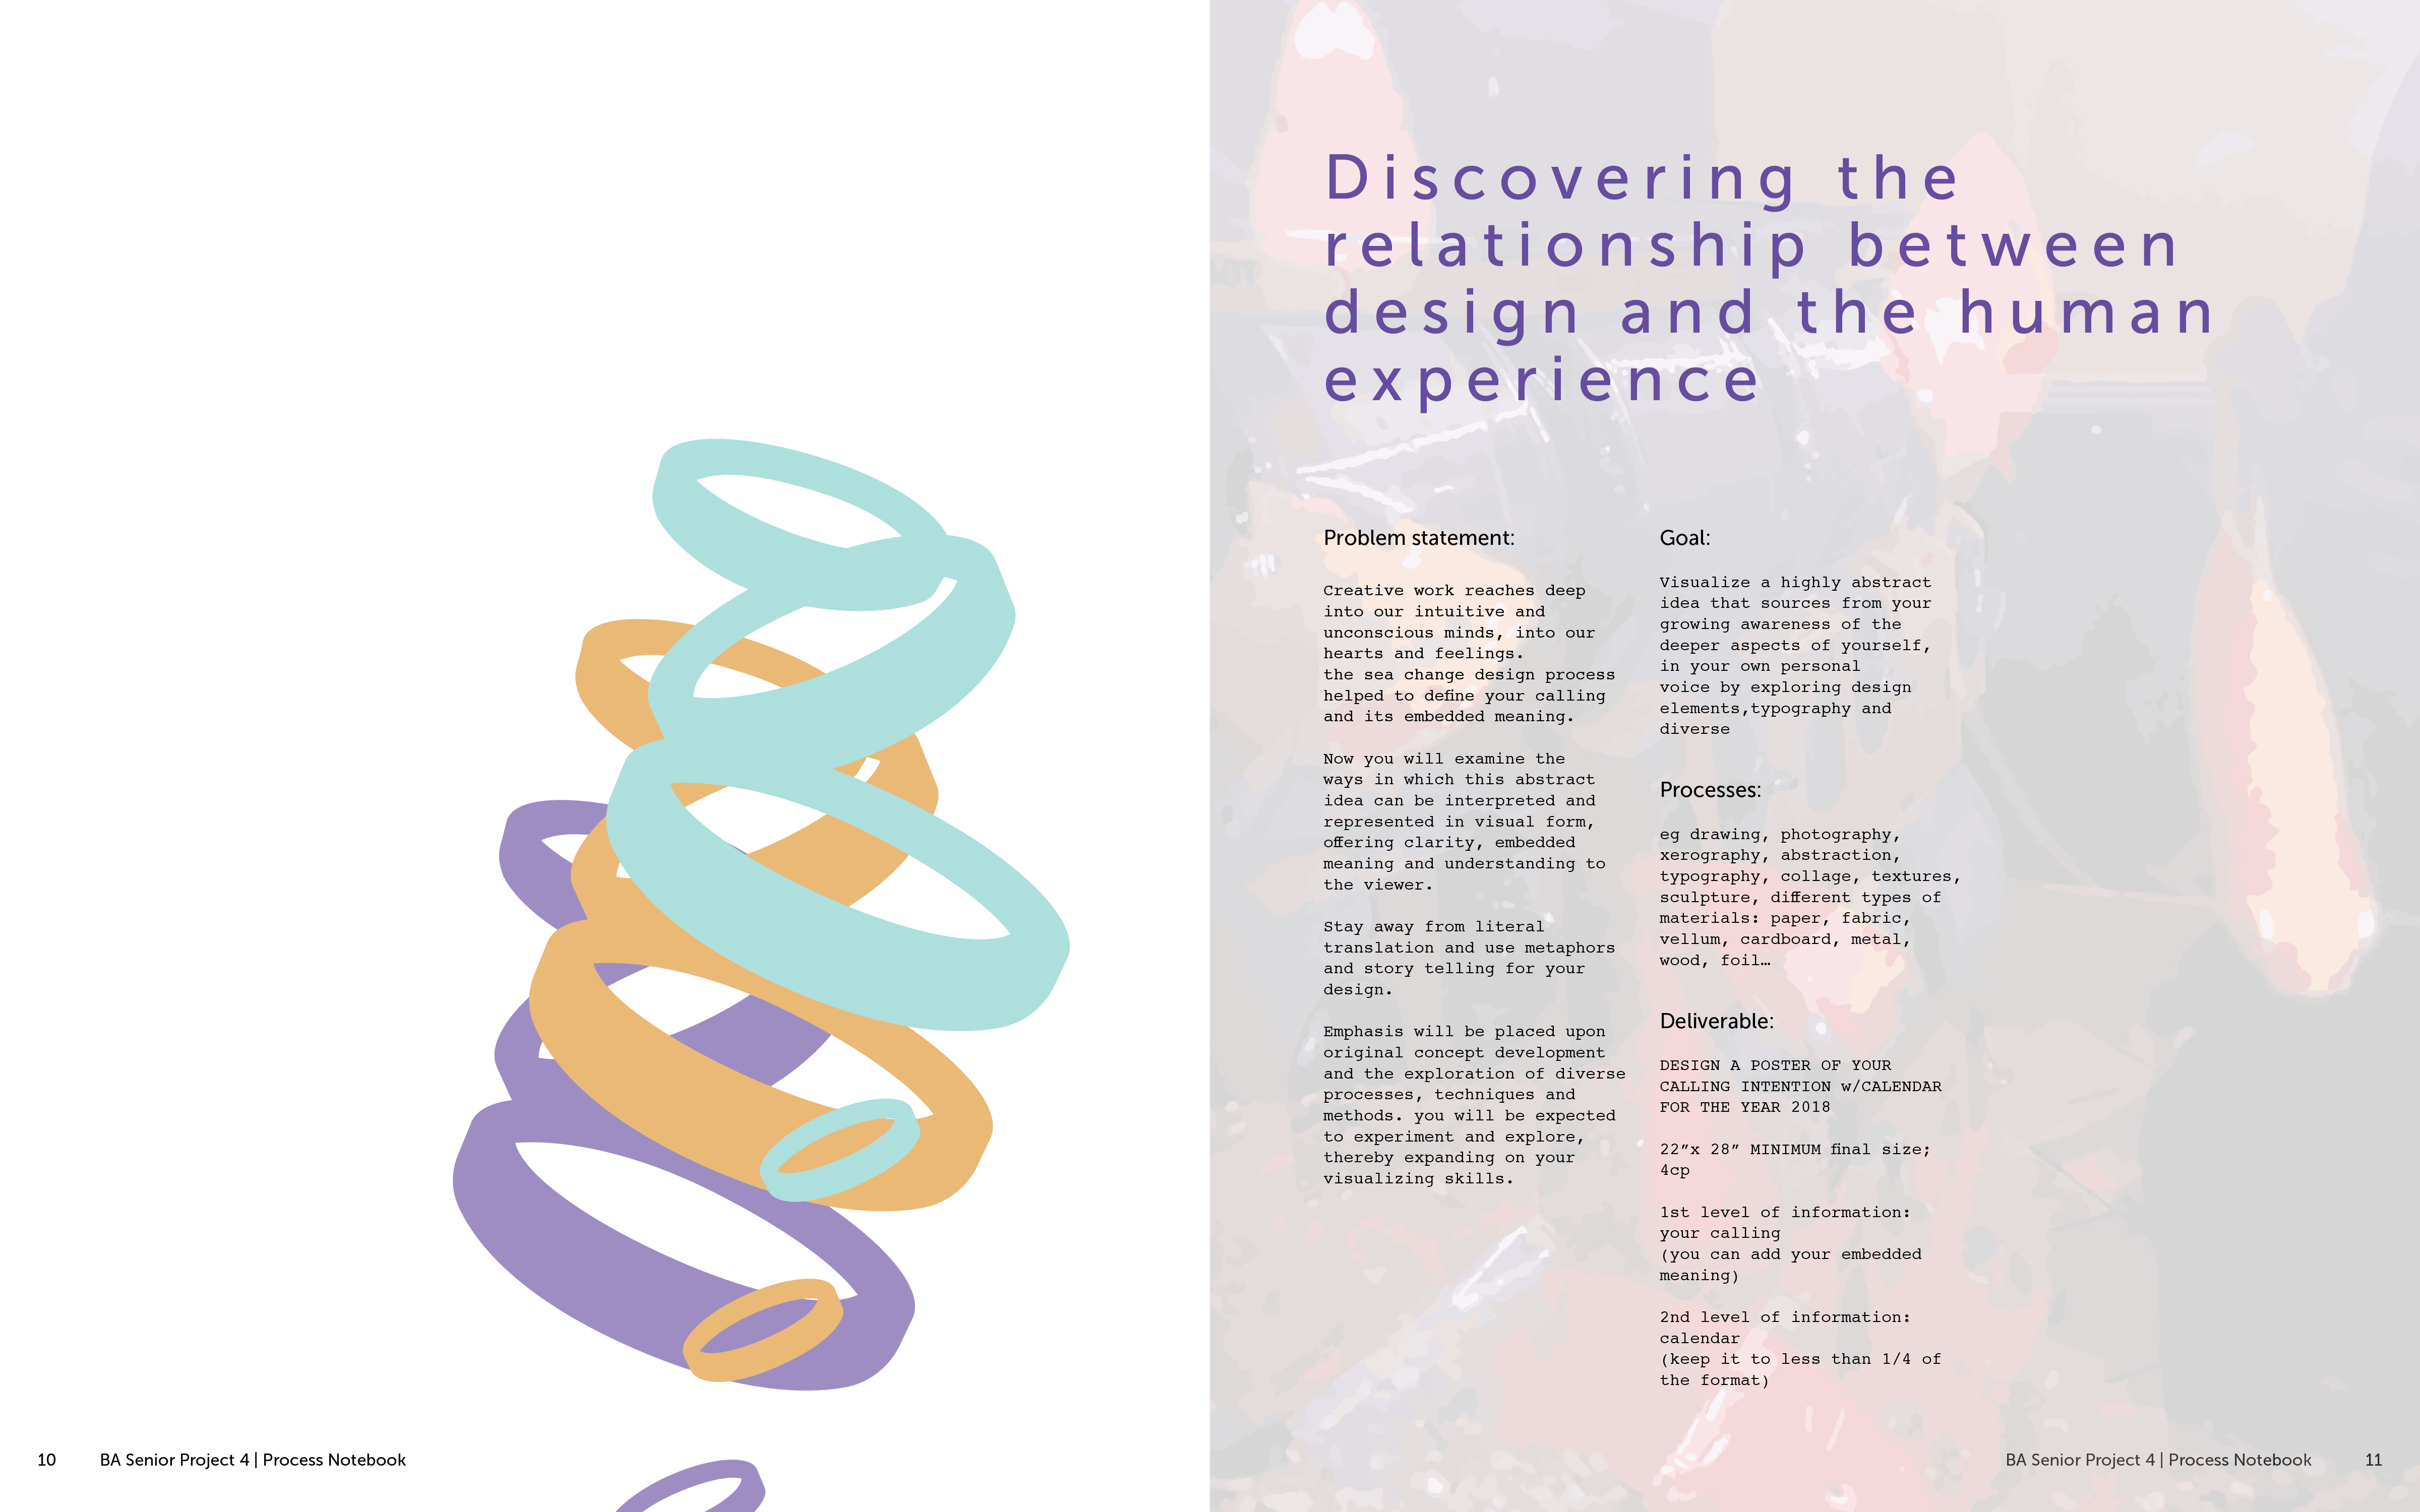 Discovering the
relationship between
design and the human
experience
Problem statement:
Creative work reaches deep
into our intuitive and
unconscious minds, into our
hearts and feelings.
the sea change design process
helped to define your calling
and its embedded meaning.
Now you will examine the
ways in which this abstract
idea can be interpreted and
represented in visual form,
offering clarity, embedded
meaning and understanding to
the viewer.
Stay away from literal
translation and use metaphors
and story telling for your
design.
Emphasis will be placed upon
original concept development
and the exploration of diverse
processes, techniques and
methods. you will be expected
to experiment and explore,
thereby expanding on your
visualizing skills.
Goal:
Visualize a highly abstract
idea that sources from your
growing awareness of the
deeper aspects of yourself,
in your own personal
voice by exploring design
elements,typography and
diverse
Processes:
eg drawing, photography,
xerography, abstraction,
typography, collage, textures,
sculpture, different types of
materials: paper, fabric,
vellum, cardboard, metal,
wood, foil…
Deliverable:
DESIGN A POSTER OF YOUR
CALLING INTENTION w/CALENDAR
FOR THE YEAR 2018
22”x 28” MINIMUM final size;
4cp
1st level of information:
your calling
(you can add your embedded
meaning)
2nd level of information:
calendar
(keep it to less than 1/4 of
the format)
10 BA Senior Project 4 | Process Notebook
BA Senior Project 4 | Process Notebook 11